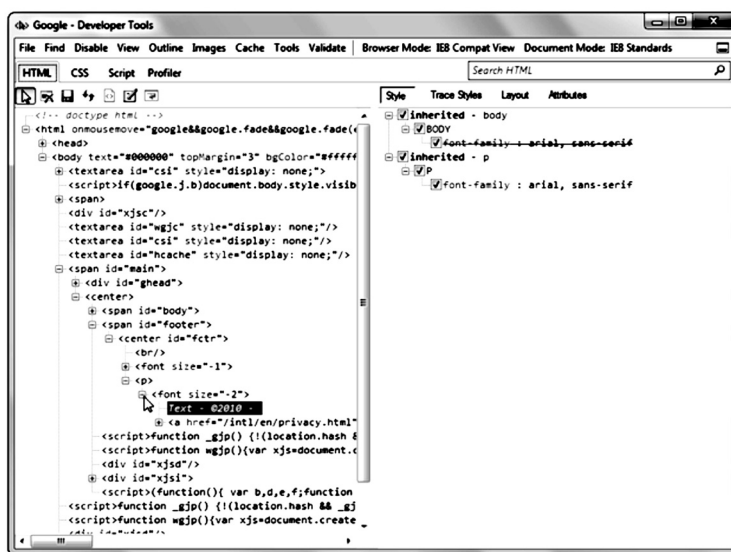 Google - Developer Tools
File Find Disable View Outline Images Cache Tools Validate Browser Mode: IE8 Compat View Document Mode: IE8 Standards
HTML CSS Script Profiler
Search HTML
<!-- doctype html -->
<html onmousemove="google&&google.fade&&google.fade(
<head>
<body text="#000000" topMargin="3" bgColor="#fffff
<textarea id="csi" style="display: none;">
<script>if(google.j.b)document.body.style.visib
<span>
<div id="xjsc"/>
<textarea id="wgjc" style="display: none;"/>
<textarea id="csi" style="display: none;"/>
<textarea id="hcache" style="display: none;"/>
<span id="main">
<div id="ghead">
<center>
<span id="body">
<span id="footer">
<center id="fctr">
<br/>
<font size="-1">
<p>
<font size="-2">
Text - ©2010 -
<a href="/intl/en/privacy.html"
<script>function _gjp() {!(location.hash &
<script>function wgjp(){var xjs=document.c
<div id="xjsd"/>
<div id="xjsi">
<script>(function(){ var b,d,e,f;function
<script>function _gjp() {!(location.hash && _gj
<script>function wgjp(){var xjs=document.create
<div id="xjsd"/>
Style Trace Styles Layout Attributes
inherited - body
BODY
font-family : arial, sans-serif
inherited - p
P
font-family : arial, sans-serif